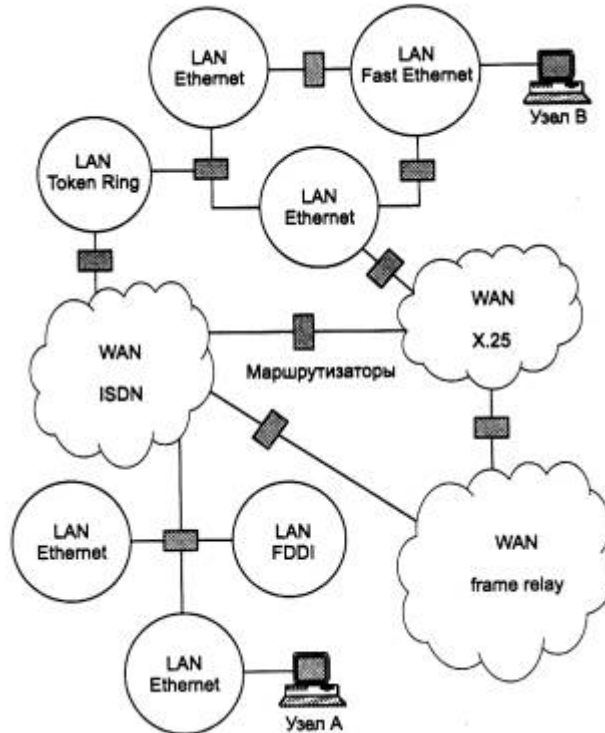 LAN
Ethernet
LAN
Fast Ethernet
Узел В
LAN
Token Ring
LAN
Ethernet
WAN
X.25
WAN
ISDN
Маршрутизаторы
LAN
Ethernet
LAN
FDDI
WAN
frame relay
LAN
Ethernet
Узел А